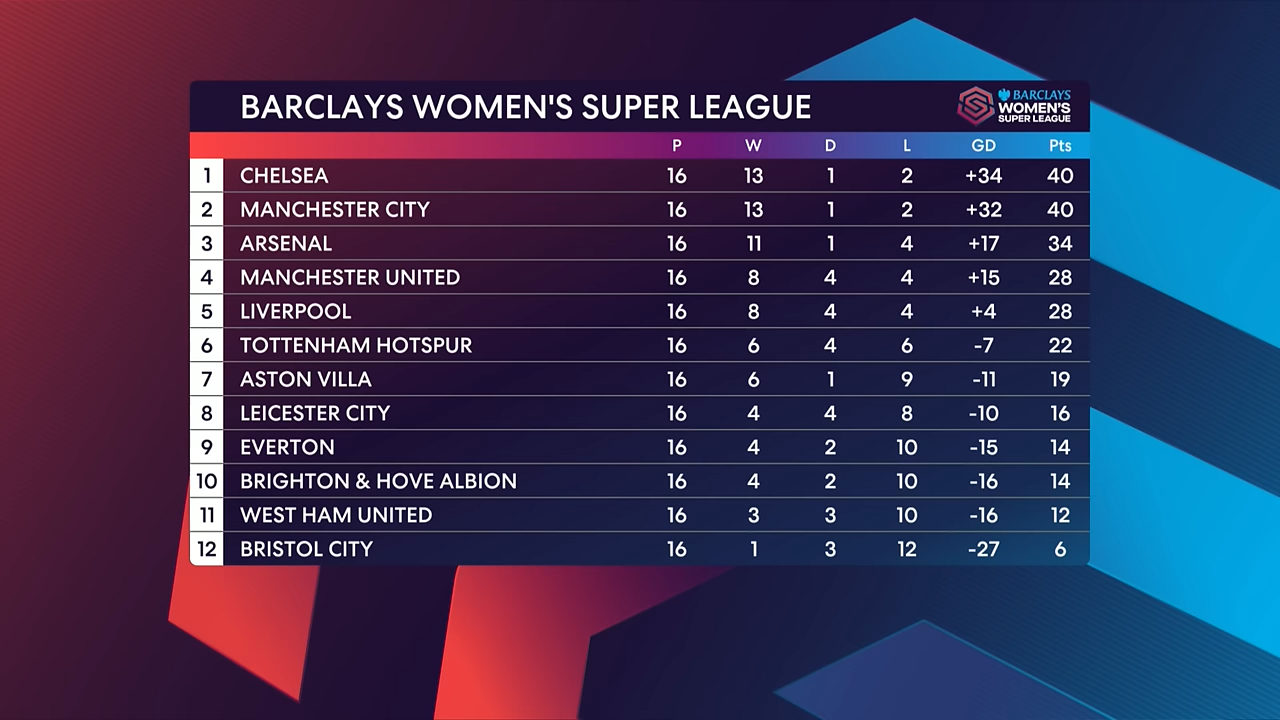 BARCLAYS WOMEN'S SUPER LEAGUE
BARCLAYS
WOMEN'S
SUPER LEAGUE
P W D L GD Pts
1 CHELSEA 16 13 1 2 +34 40
2 MANCHESTER CITY 16 13 1 2 +32 40
3 ARSENAL 16 11 1 4 +17 34
4 MANCHESTER UNITED 16 8 4 4 +15 28
5 LIVERPOOL 16 8 4 4 +4 28
6 TOTTENHAM HOTSPUR 16 6 4 6 -7 22
7 ASTON VILLA 16 6 1 9 -11 19
8 LEICESTER CITY 16 4 4 8 -10 16
9 EVERTON 16 4 2 10 -15 14
10 BRIGHTON & HOVE ALBION 16 4 2 10 -16 14
11 WEST HAM UNITED 16 3 3 10 -16 12
12 BRISTOL CITY 16 1 3 12 -27 6